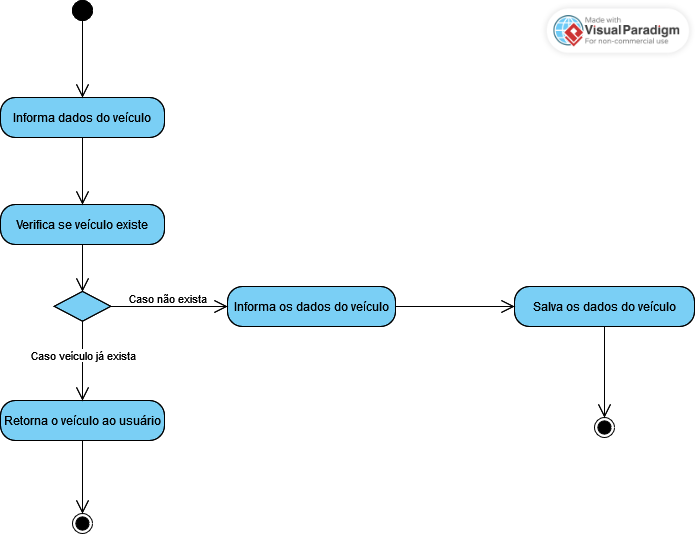 Made with
Visual Paradigm
For non-commercial use
Informa dados do veículo
Verifica se veículo existe
Caso não exista
Informa os dados do veículo
Salva os dados do veículo
Caso veículo já exista
Retorna o veículo ao usuário